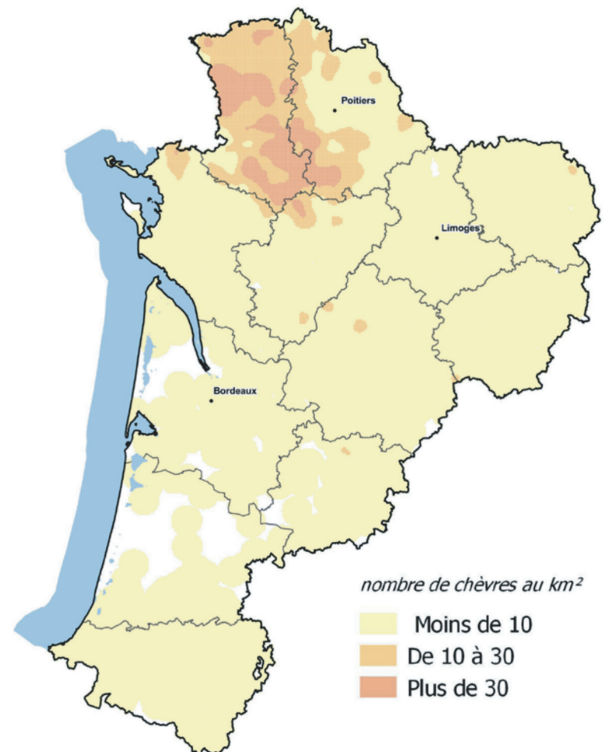 Poitiers
Limoges
Bordeaux
nombre de chèvres au km²
Moins de 10
De 10 à 30
Plus de 30